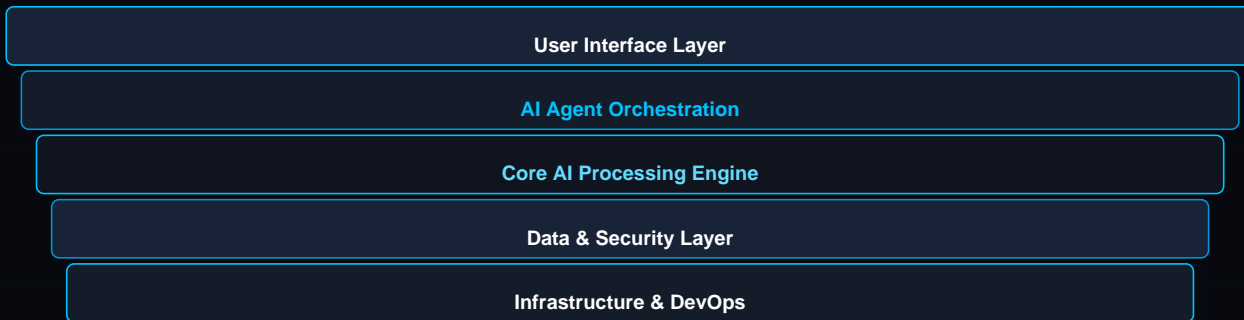 User Interface Layer
AI Agent Orchestration
Core AI Processing Engine
Data & Security Layer
Infrastructure & DevOps